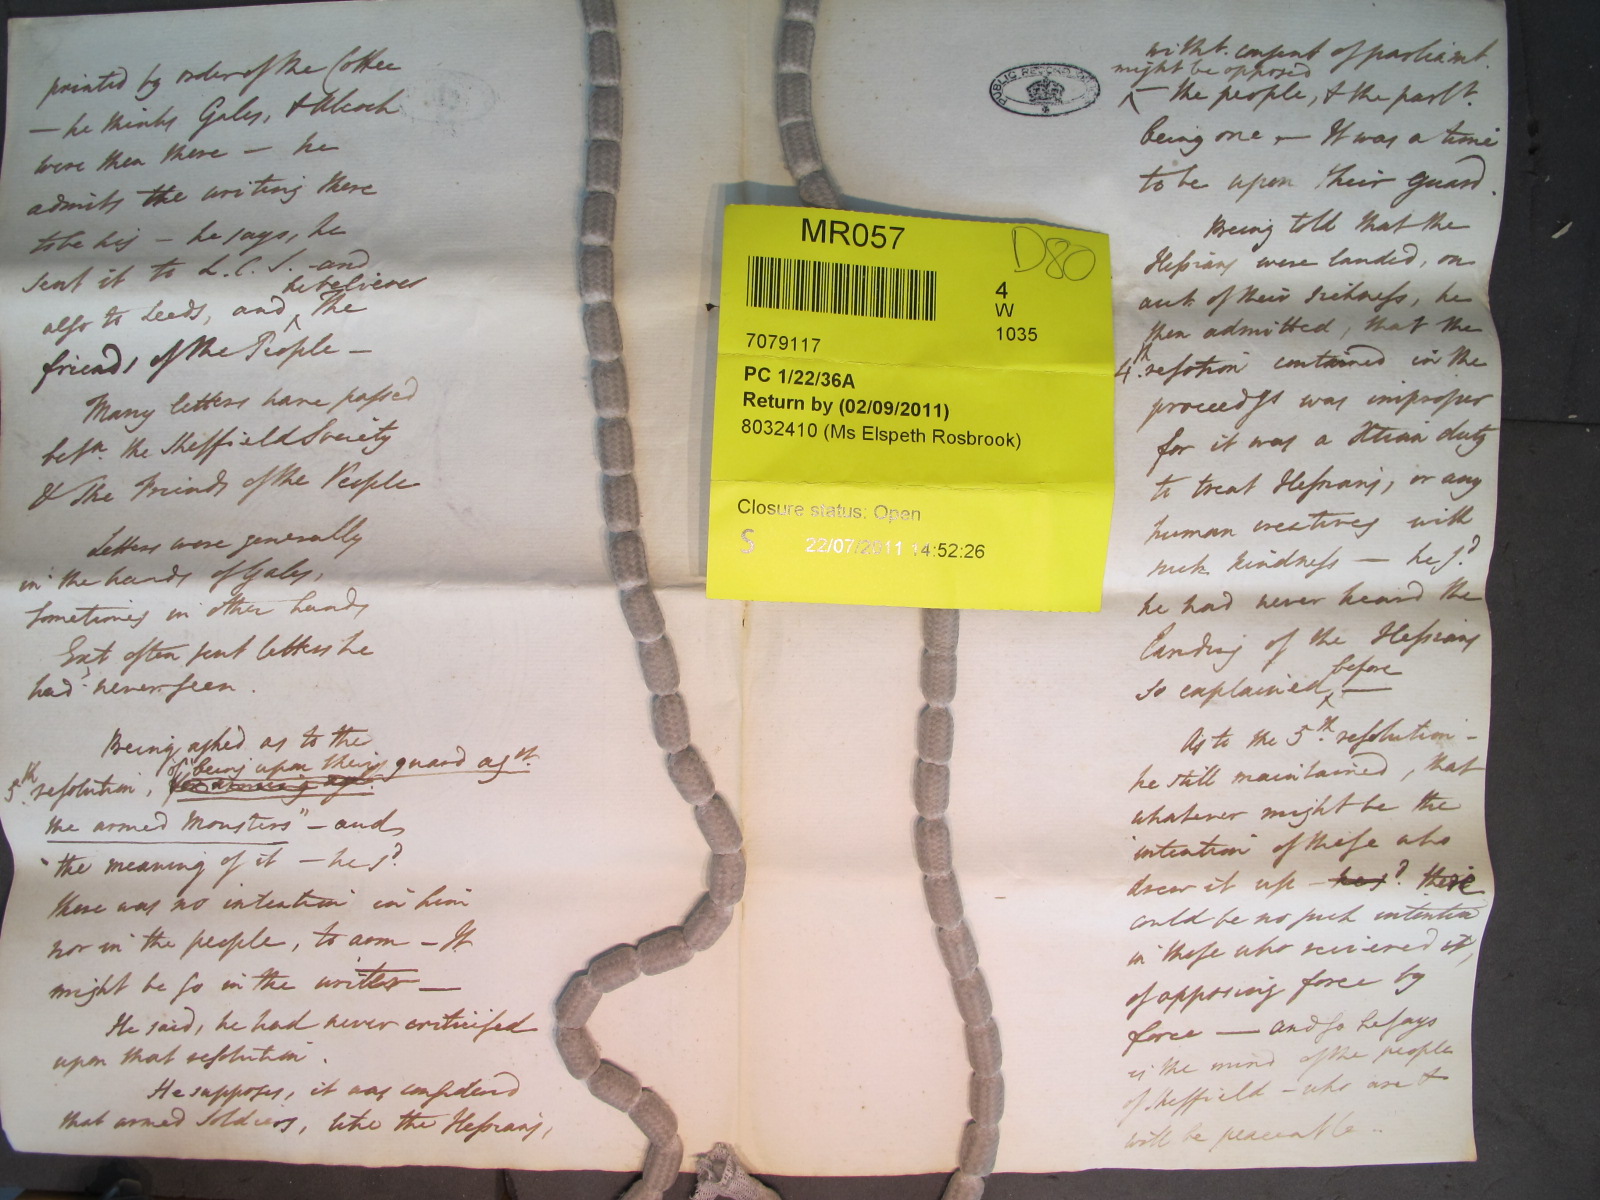 printed by order of the Cottee
— he thinks Gales, & Alcock
were then there — he
admits the writing there
to be his — he says, he
sent it to L.C.S. and
he believes
also to Leeds, and ^ The
friends of the People —
Many letters have passed
betn. the Sheffield Society
& the Friends of the People
Letters were generally
in the hands of Gales,
sometimes in other hands
Ext often sent letters he
had never seen.
Being asked as to the
of being upon their guard agst.
5th. resolution,
the armed monsters" — and
the meaning of it — he sd.
there was no intention in him
nor in the people, to arm — It
might be so in the writer —
He said, he had never criticised
upon that resolution.
He supposes, it was considered
that armed soldiers, like the Hessians,
witht. consent of parliamt.
might be opposed
^ — the people, & the parlt.
being one — It was a time
to be upon their guard.
Being told that the
Hessians were landed, on
acct. of their sickness, he
then admitted, that the
4th. resotion contained in the
proceedgs was improper
for it was a Xtian duty
to treat Hessians, or any
human creatures with
such kindness — he sd.
he had never heard the
landing of the Hessians
before
so explained ^ —
As to the 5th. resolution —
he still maintained, that
whatever might be the
intention of those who
drew it up — he sd. there
could be no such intention
in those who received it,
of opposing force by
force — and so he says
is the mind of the people
of Sheffield — who are &
will be peaceable..
PUBLIC RECORD OFFICE
MR057
D80
4
W
1035
7079117
PC 1/22/36A
Return by (02/09/2011)
8032410 (Ms Elspeth Rosbrook)
Closure status: Open
S 22/07/2011 14:52:26